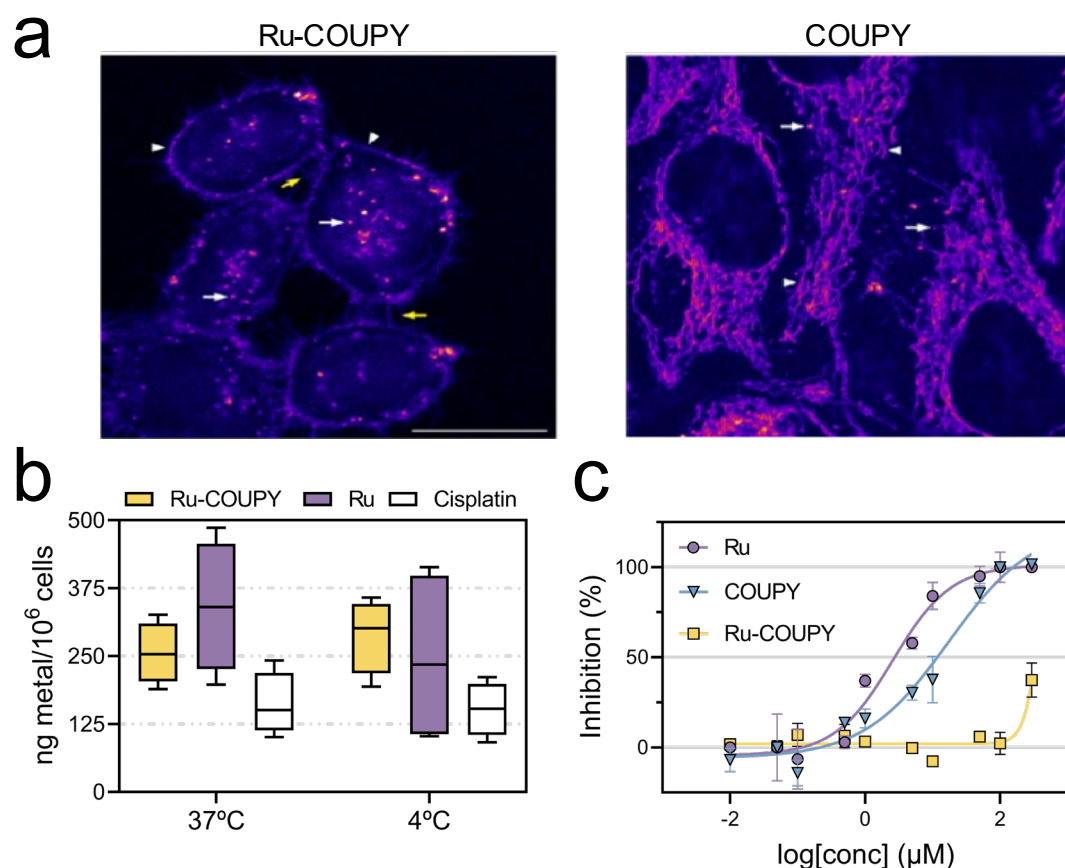 a
Ru-COUPY
COUPY
b
Ru-COUPY Ru Cisplatin
ng metal/10⁶ cells
500
375
250
125
0
37ºC
4ºC
c
Ru
COUPY
Ru-COUPY
Inhibition (%)
100
50
0
-2
0
2
log[conc] (µM)